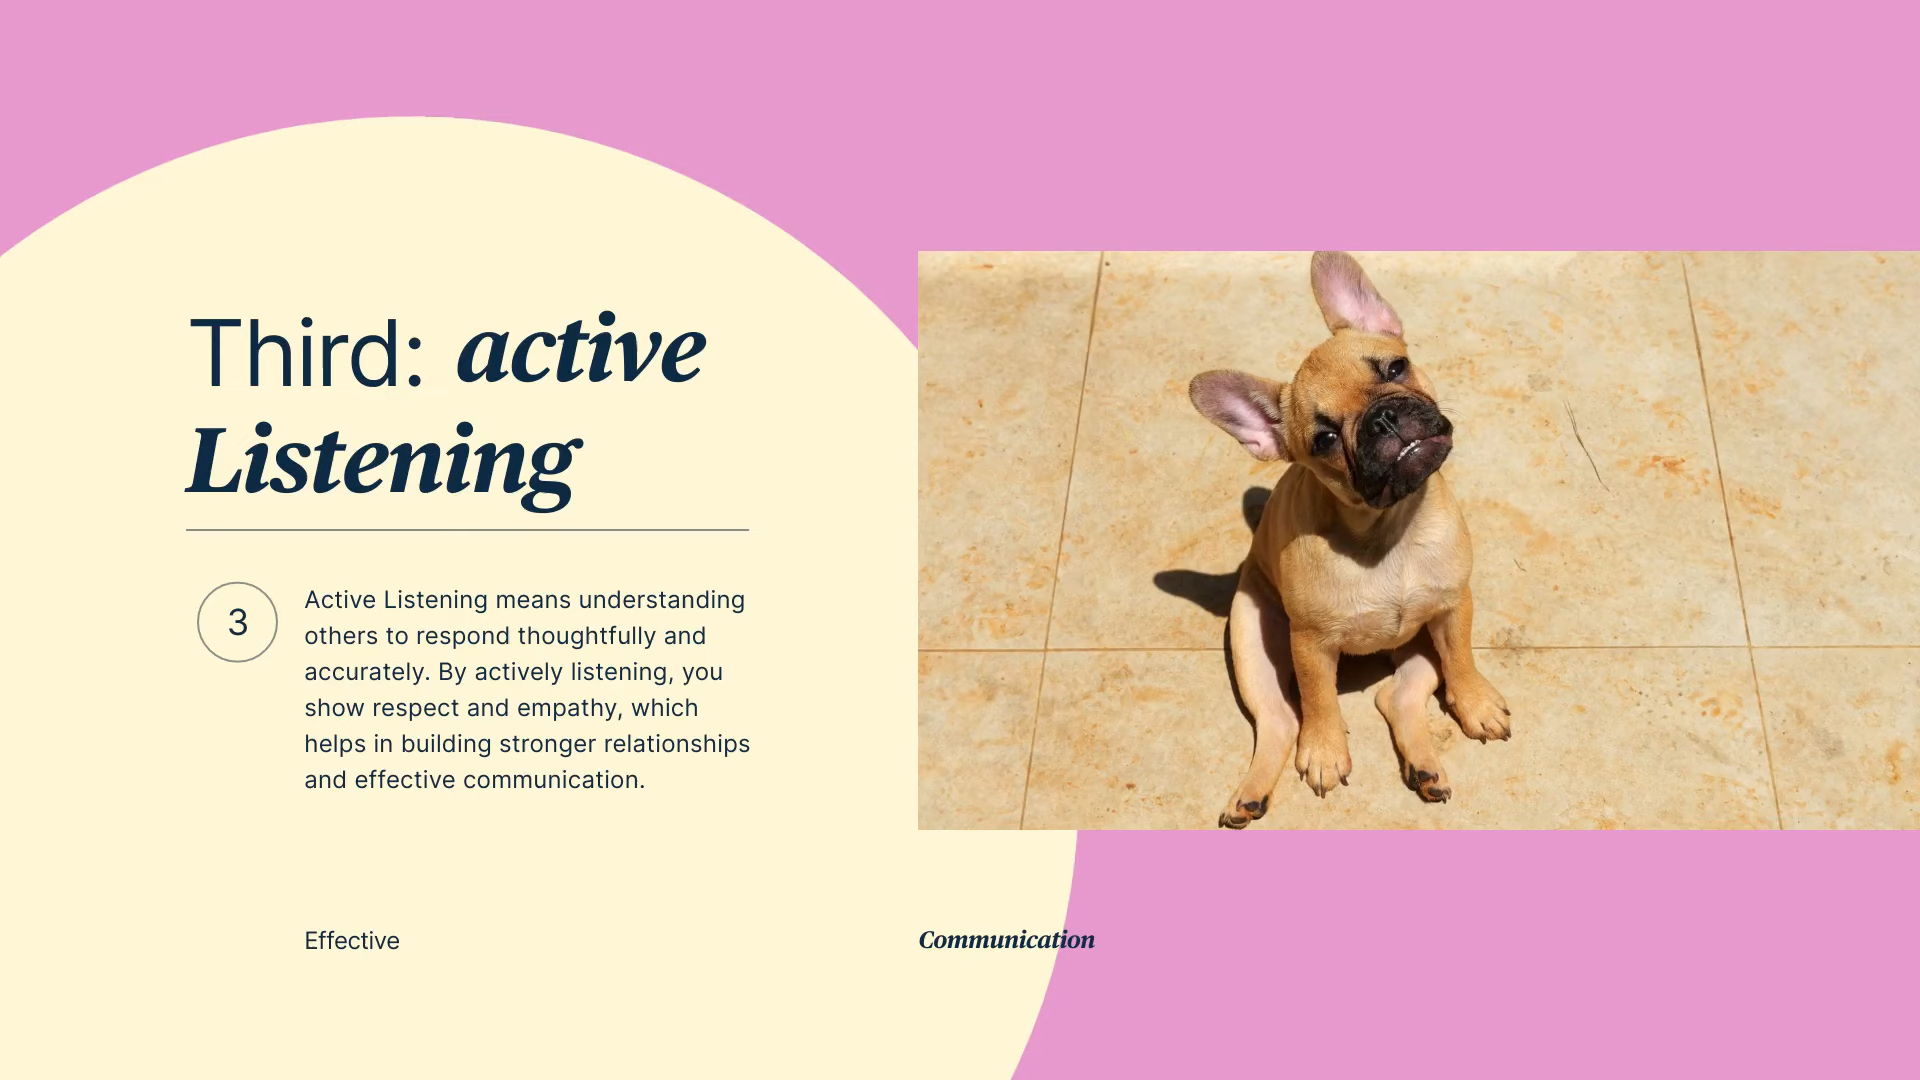 Third: active
Listening
3
Active Listening means understanding
others to respond thoughtfully and
accurately. By actively listening, you
show respect and empathy, which
helps in building stronger relationships
and effective communication.
Effective
Communication